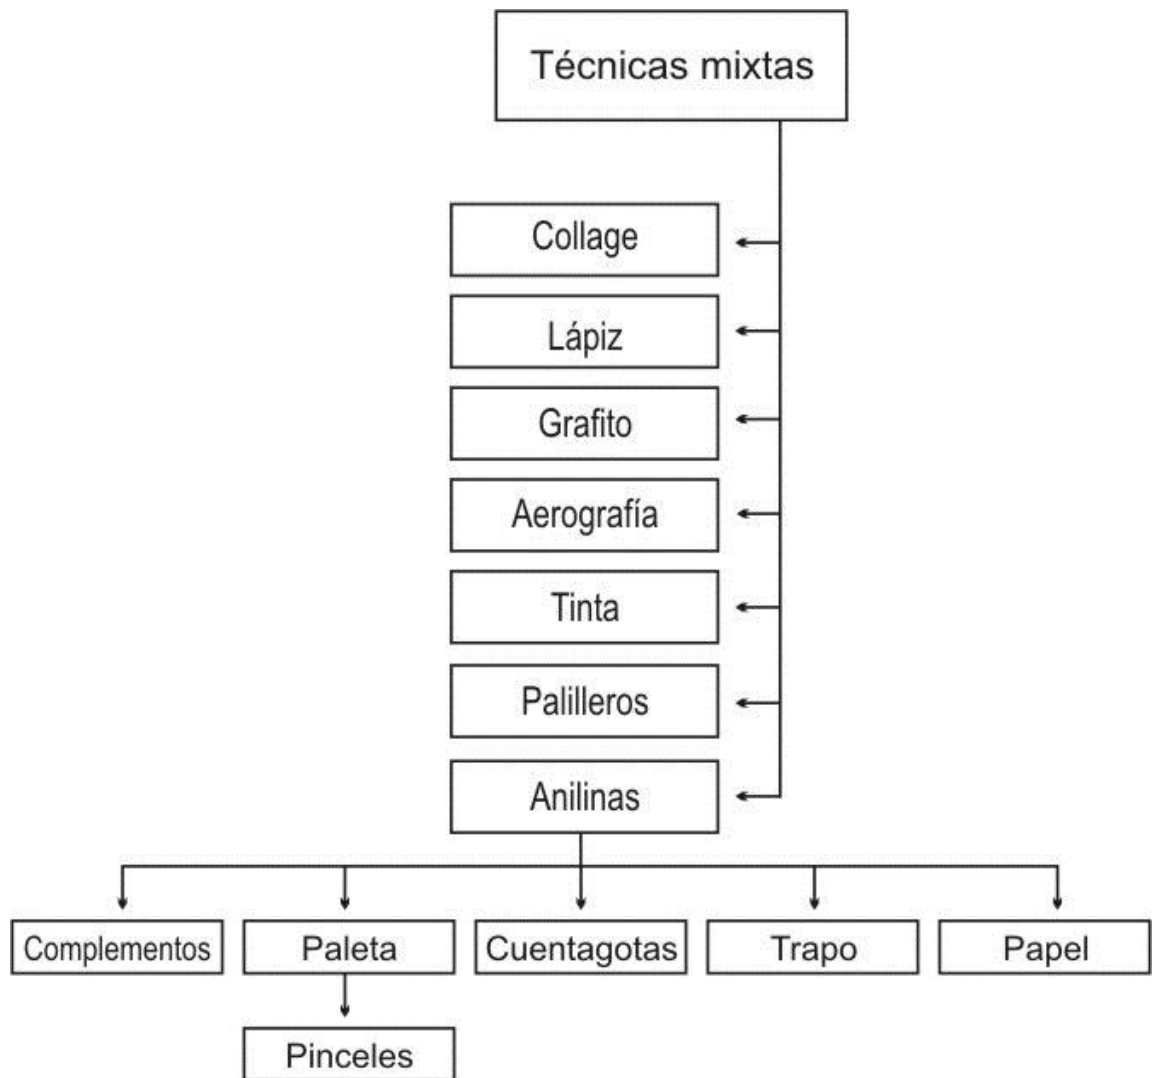 Técnicas mixtas
Collage
Lápiz
Grafito
Aerografía
Tinta
Palilleros
Anilinas
Complementos
Paleta
Cuentagotas
Trapo
Papel
Pinceles